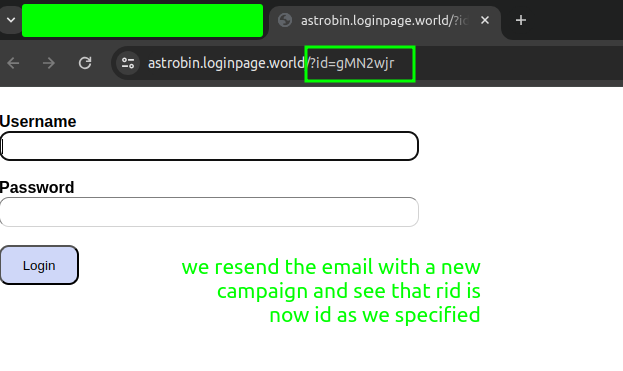 astrobin.loginpage.world/?id
astrobin.loginpage.world/?id=gMN2wjr
Username
Password
Login
we resend the email with a new
campaign and see that rid is
now id as we specified